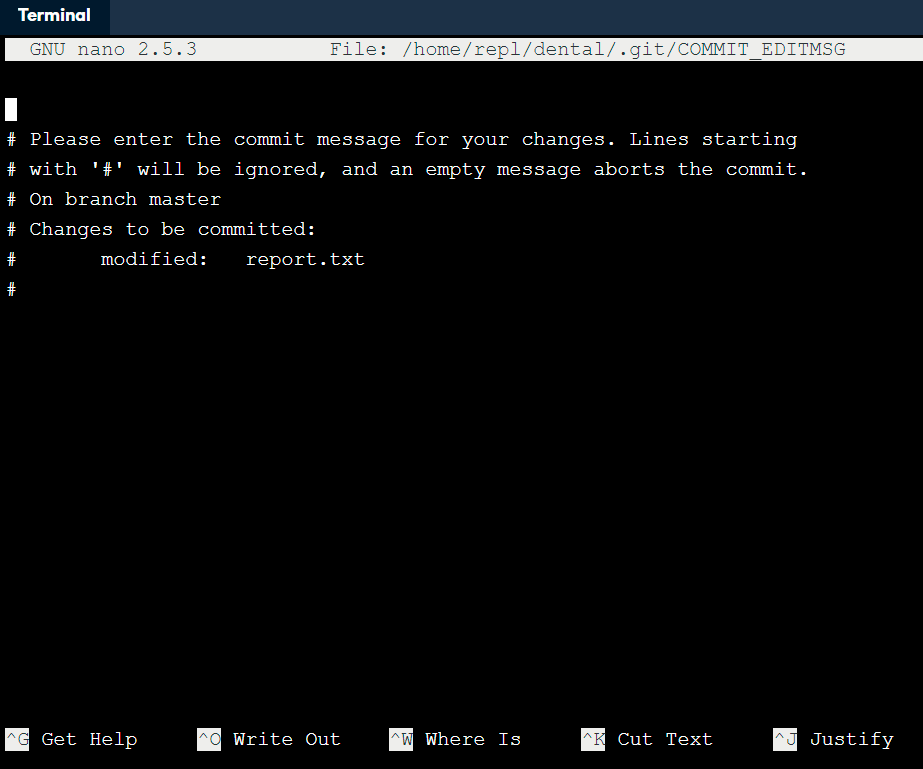 Terminal
GNU nano 2.5.3 File: /home/repl/dental/.git/COMMIT_EDITMSG
# Please enter the commit message for your changes. Lines starting
# with '#' will be ignored, and an empty message aborts the commit.
# On branch master
# Changes to be committed:
#       modified:   report.txt
#
^G Get Help ^O Write Out ^W Where Is ^K Cut Text ^J Justify